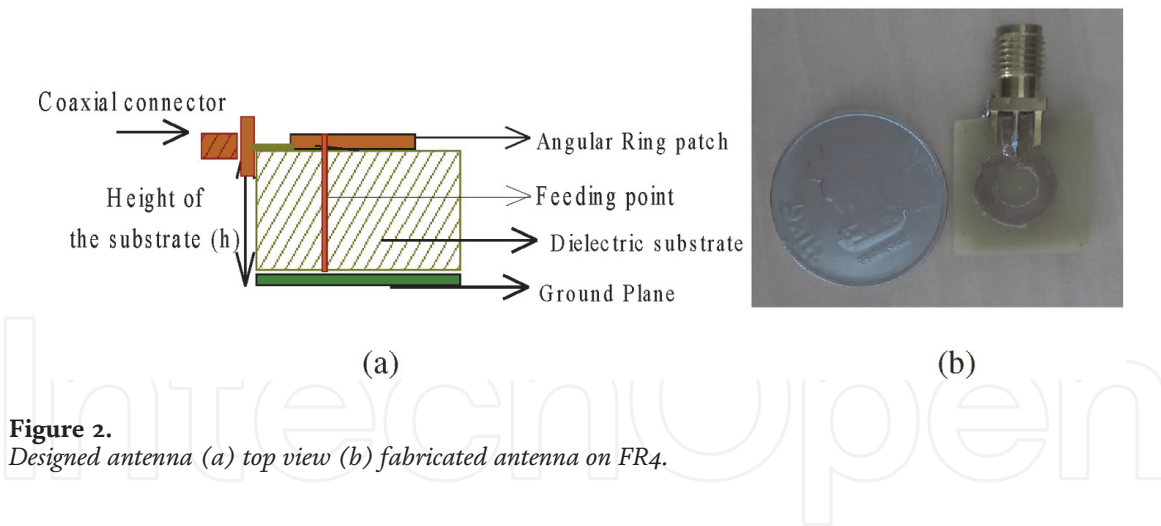 Coaxial connector
Angular Ring patch
Height of
the substrate (h)
Feeding point
Dielectric substrate
Ground Plane
(a)
(b)
IntechOpen
Figure 2.
Designed antenna (a) top view (b) fabricated antenna on FR4.